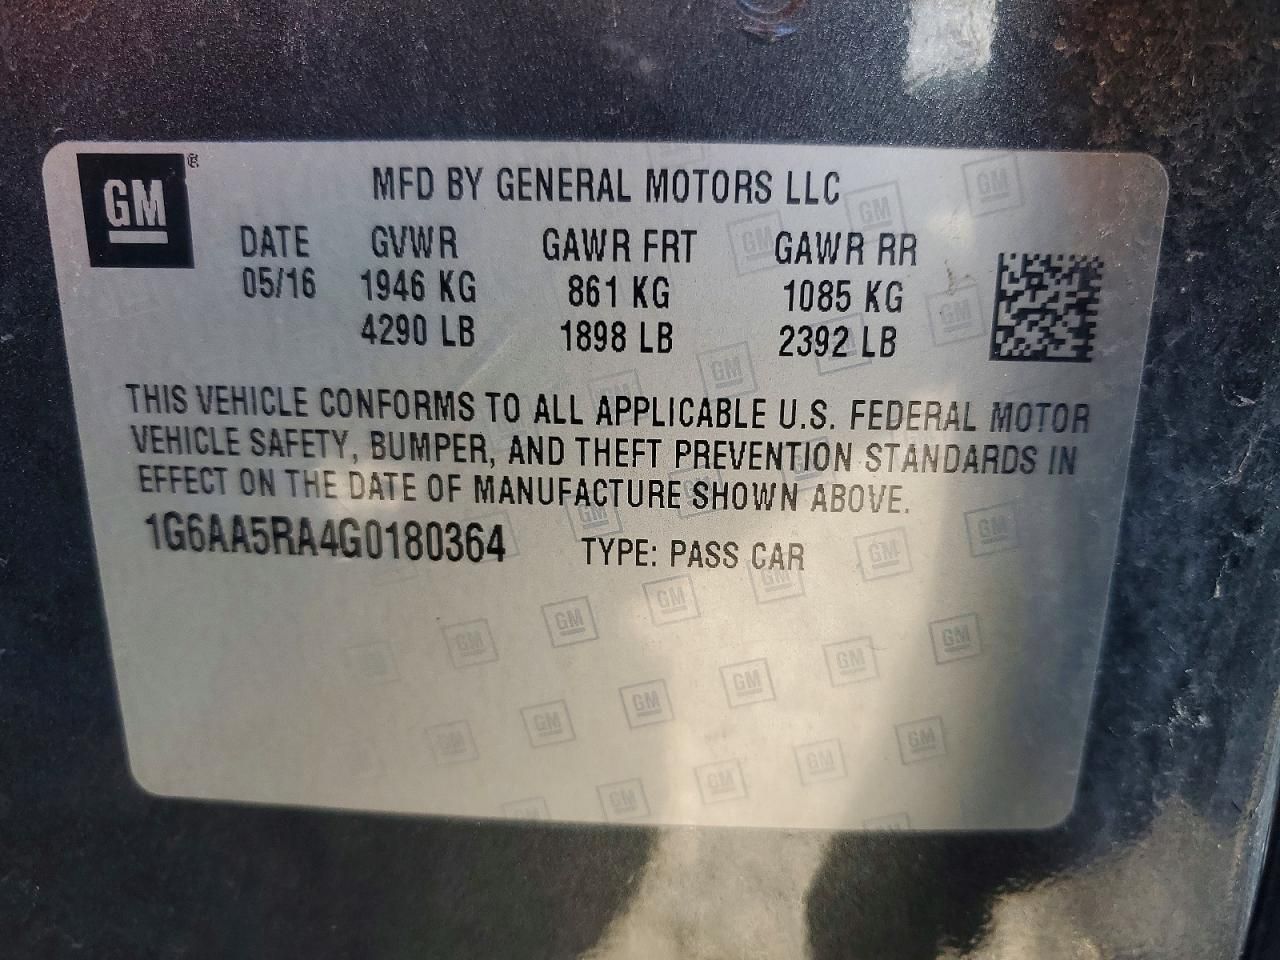 GM ®
MFD BY GENERAL MOTORS LLC
DATE GVWR GAWR FRT GAWR RR
05/16 1946 KG 861 KG 1085 KG
4290 LB 1898 LB 2392 LB
THIS VEHICLE CONFORMS TO ALL APPLICABLE U.S. FEDERAL MOTOR
VEHICLE SAFETY, BUMPER, AND THEFT PREVENTION STANDARDS IN
EFFECT ON THE DATE OF MANUFACTURE SHOWN ABOVE.
1G6AA5RA4G0180364 TYPE: PASS CAR